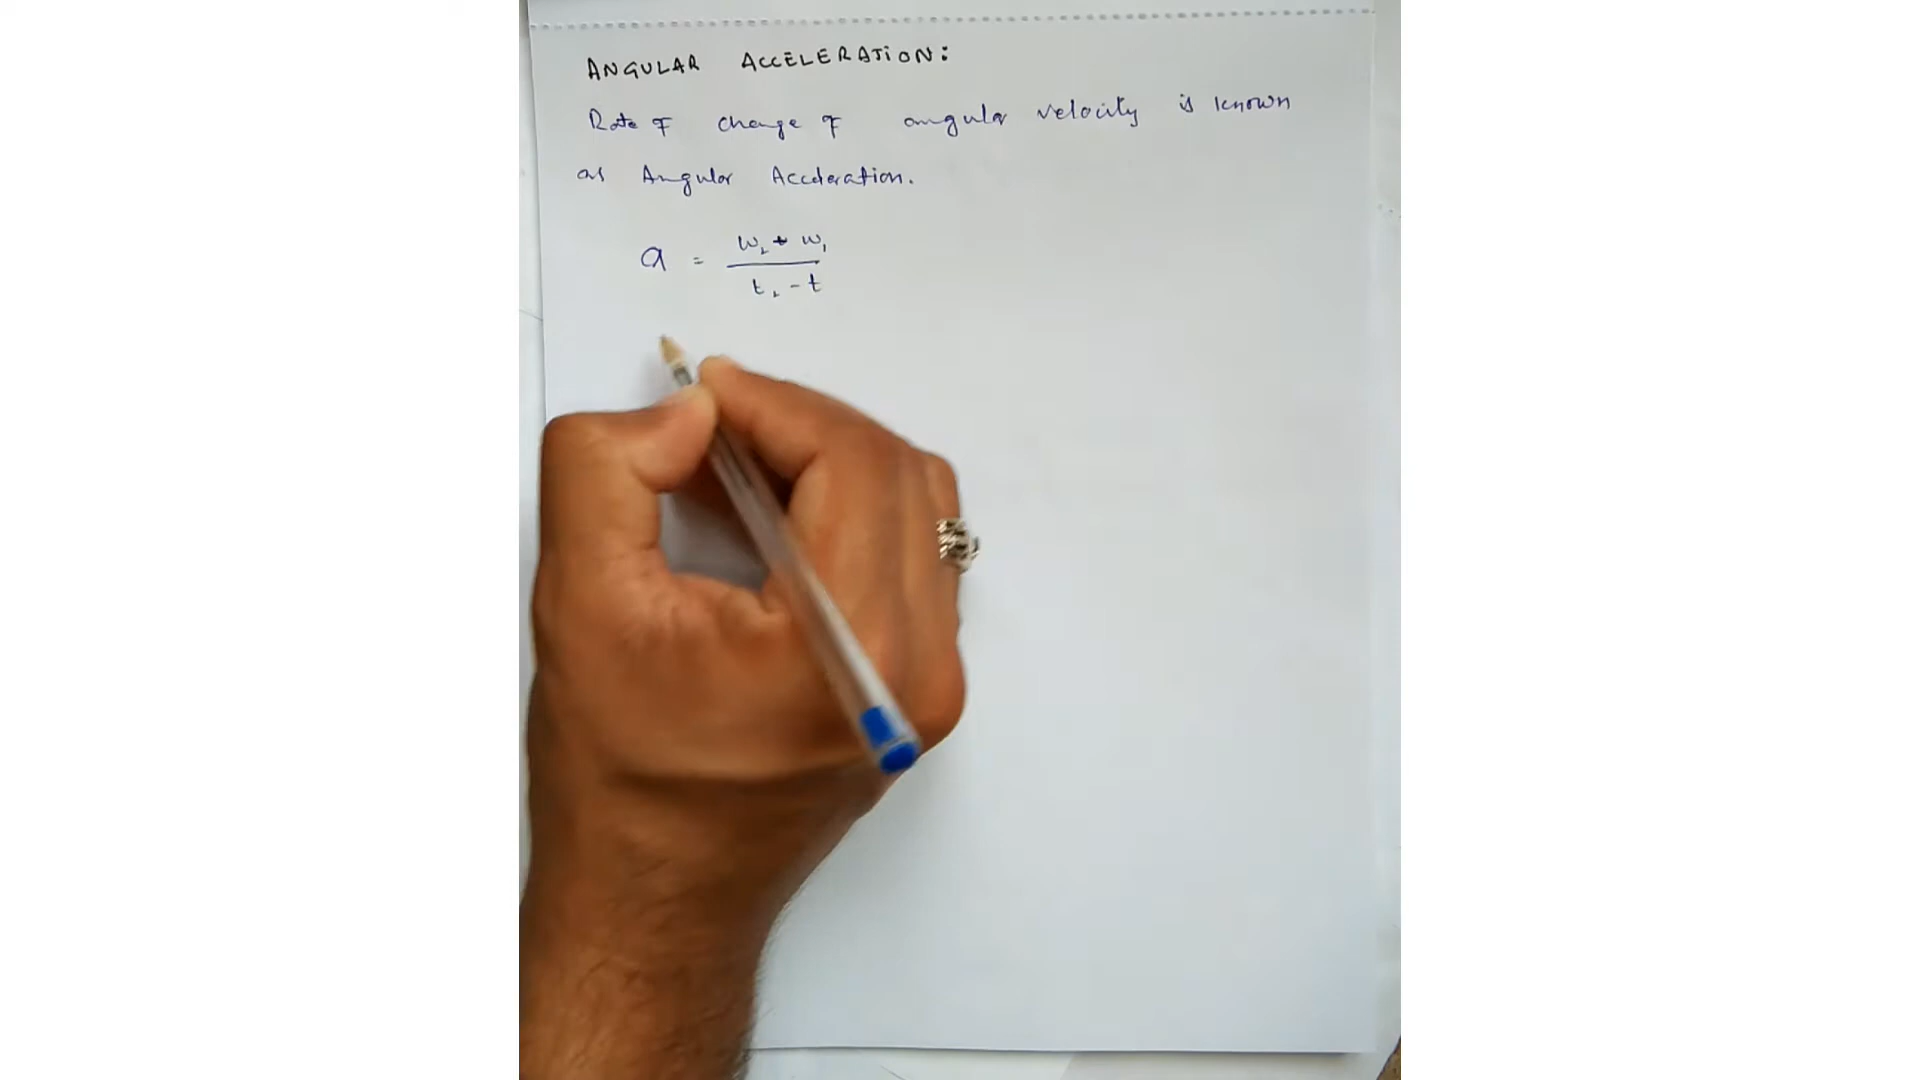 ANGULAR ACCELERATION:
Rate of change of angular velocity is known
as Angular Acceleration.
a = w₂ - w₁
t₂ - t